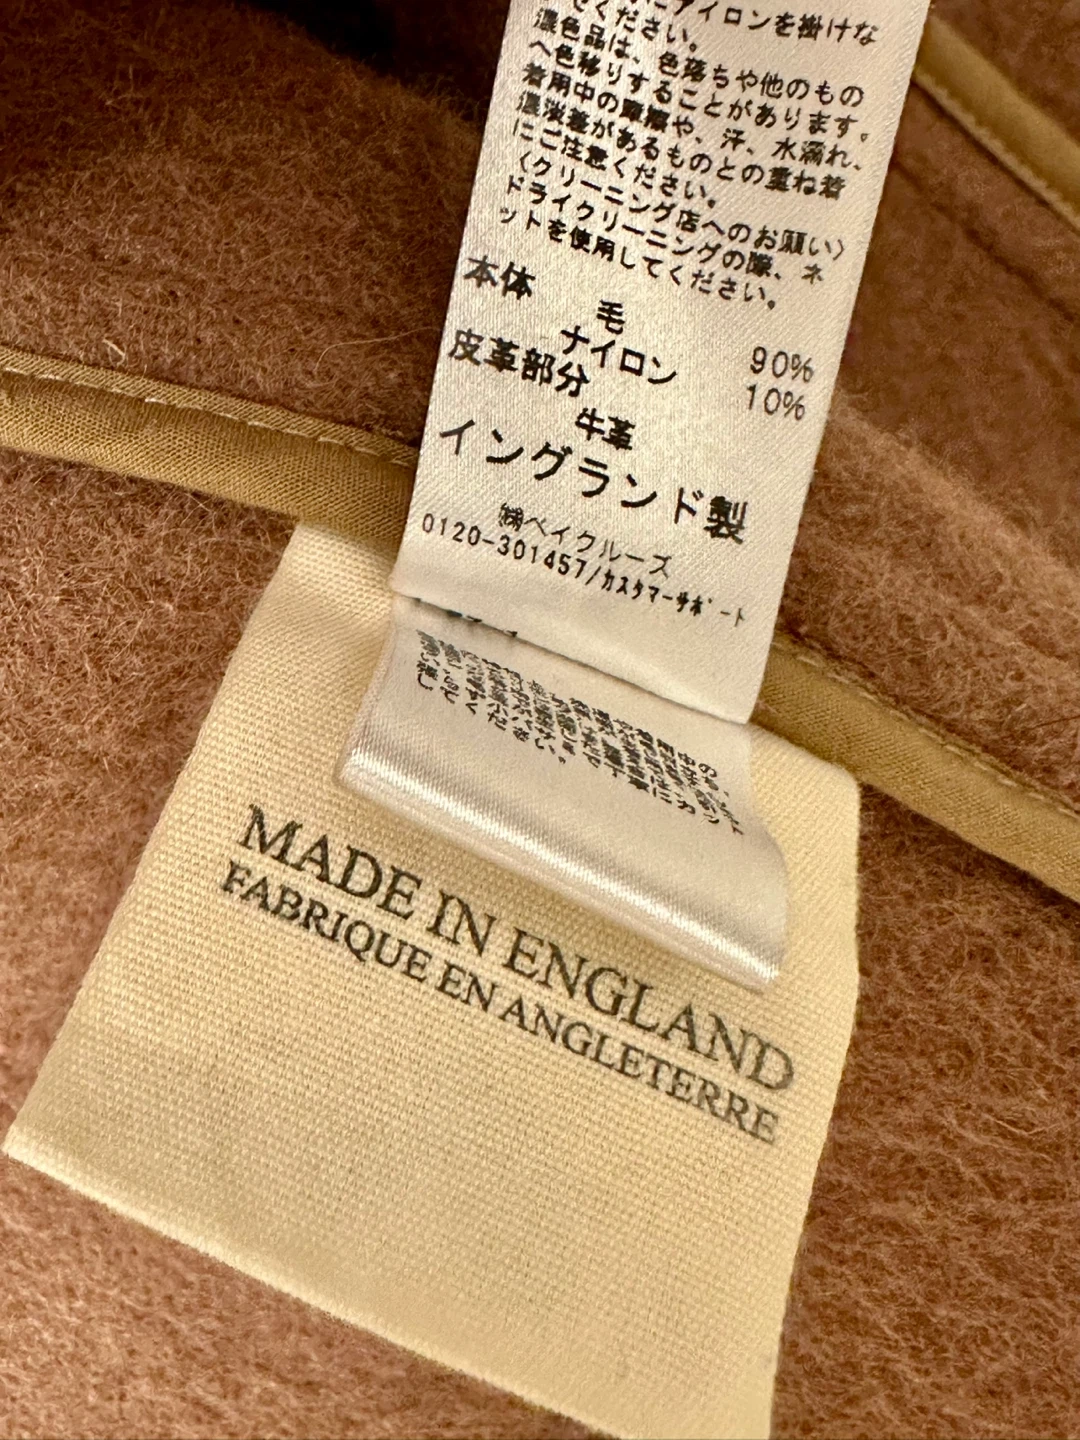 アイロンを掛けな
せください。
濃色品は、色落ちや他のもの
へ色移りすることがあります。
着用中の摩擦や、汗、水濡れ、
濃淡差があるものとの重ね着
にご注意ください。
〈クリーニング店へのお願い〉
ドライクリーニングの際、ネ
ットを使用してください。
本体
毛 90%
ナイロン 10%
皮革部分
牛革
イングランド製
㈱ベイクルーズ
0120-301457/カスタマーサポート
MADE IN ENGLAND
FABRIQUE EN ANGLETERRE